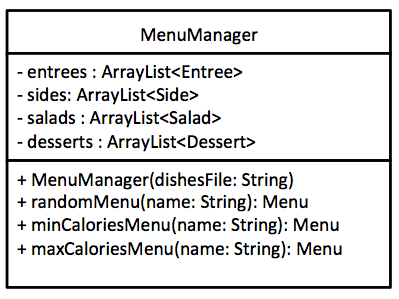 MenuManager
- entrees : ArrayList<Entree>
- sides: ArrayList<Side>
- salads : ArrayList<Salad>
- desserts : ArrayList<Dessert>
+ MenuManager(dishesFile: String)
+ randomMenu(name: String): Menu
+ minCaloriesMenu(name: String): Menu
+ maxCaloriesMenu(name: String): Menu